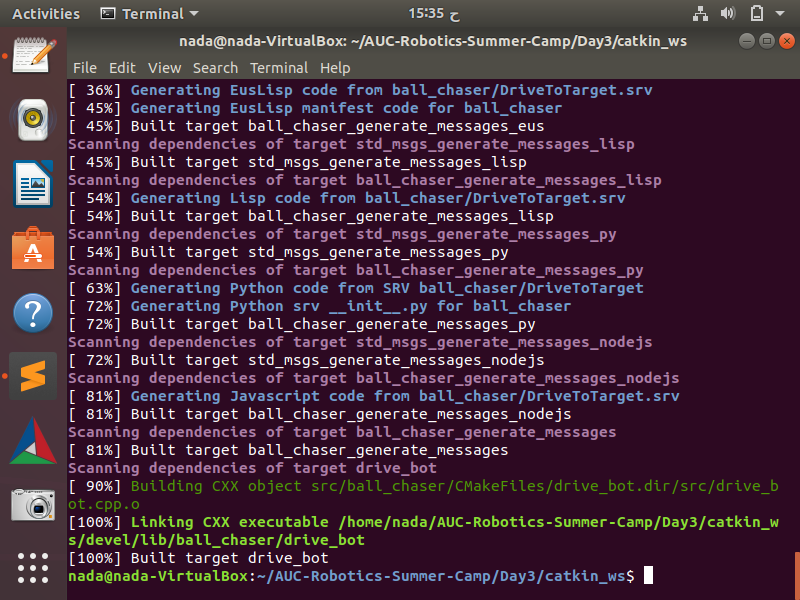 Activities Terminal 15:35 ح
nada@nada-VirtualBox: ~/AUC-Robotics-Summer-Camp/Day3/catkin_ws
File Edit View Search Terminal Help
[ 36%] Generating EusLisp code from ball_chaser/DriveToTarget.srv
[ 45%] Generating EusLisp manifest code for ball_chaser
[ 45%] Built target ball_chaser_generate_messages_eus
Scanning dependencies of target std_msgs_generate_messages_lisp
[ 45%] Built target std_msgs_generate_messages_lisp
Scanning dependencies of target ball_chaser_generate_messages_lisp
[ 54%] Generating Lisp code from ball_chaser/DriveToTarget.srv
[ 54%] Built target ball_chaser_generate_messages_lisp
Scanning dependencies of target std_msgs_generate_messages_py
[ 54%] Built target std_msgs_generate_messages_py
Scanning dependencies of target ball_chaser_generate_messages_py
[ 63%] Generating Python code from SRV ball_chaser/DriveToTarget
[ 72%] Generating Python srv __init__.py for ball_chaser
[ 72%] Built target ball_chaser_generate_messages_py
Scanning dependencies of target std_msgs_generate_messages_nodejs
[ 72%] Built target std_msgs_generate_messages_nodejs
Scanning dependencies of target ball_chaser_generate_messages_nodejs
[ 81%] Generating Javascript code from ball_chaser/DriveToTarget.srv
[ 81%] Built target ball_chaser_generate_messages_nodejs
Scanning dependencies of target ball_chaser_generate_messages
[ 81%] Built target ball_chaser_generate_messages
Scanning dependencies of target drive_bot
[ 90%] Building CXX object src/ball_chaser/CMakeFiles/drive_bot.dir/src/drive_b
ot.cpp.o
[100%] Linking CXX executable /home/nada/AUC-Robotics-Summer-Camp/Day3/catkin_w
s/devel/lib/ball_chaser/drive_bot
[100%] Built target drive_bot
nada@nada-VirtualBox:~/AUC-Robotics-Summer-Camp/Day3/catkin_ws$